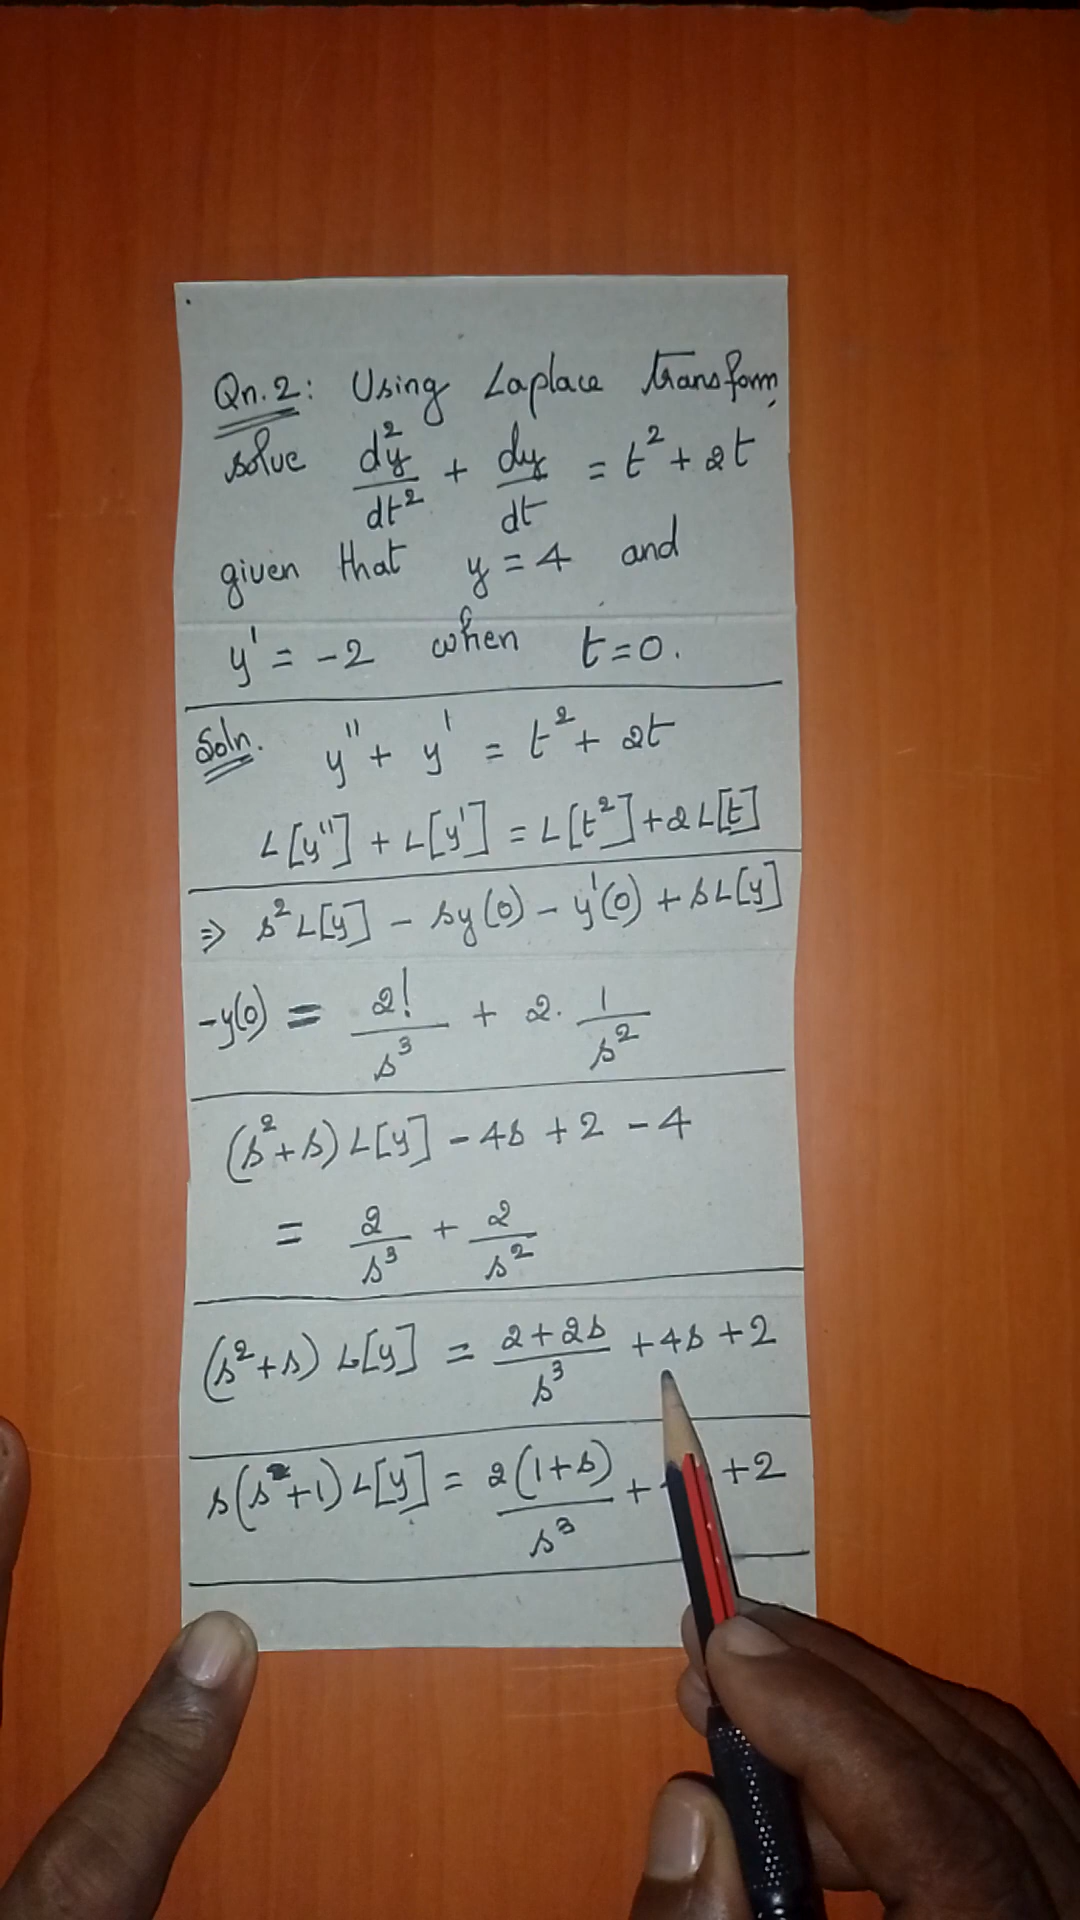 Qn.2: Using Laplace transform,
solve d²y/dt² + dy/dt = t² + 2t
given that y = 4 and
y' = -2 when t = 0.
Soln. y'' + y' = t² + 2t
L[y''] + L[y'] = L[t²] + 2L[t]
⇒ s² L[y] - sy(0) - y'(0) + sL[y]
-y(0) = 2!/s³ + 2. 1/s²
(s² + s) L[y] - 4s + 2 - 4
= 2/s³ + 2/s²
(s² + s) L[y] = (2 + 2s)/s³ + 4s + 2
s(s + 1) L[y] = 2(1 + s)/s³ + + 2